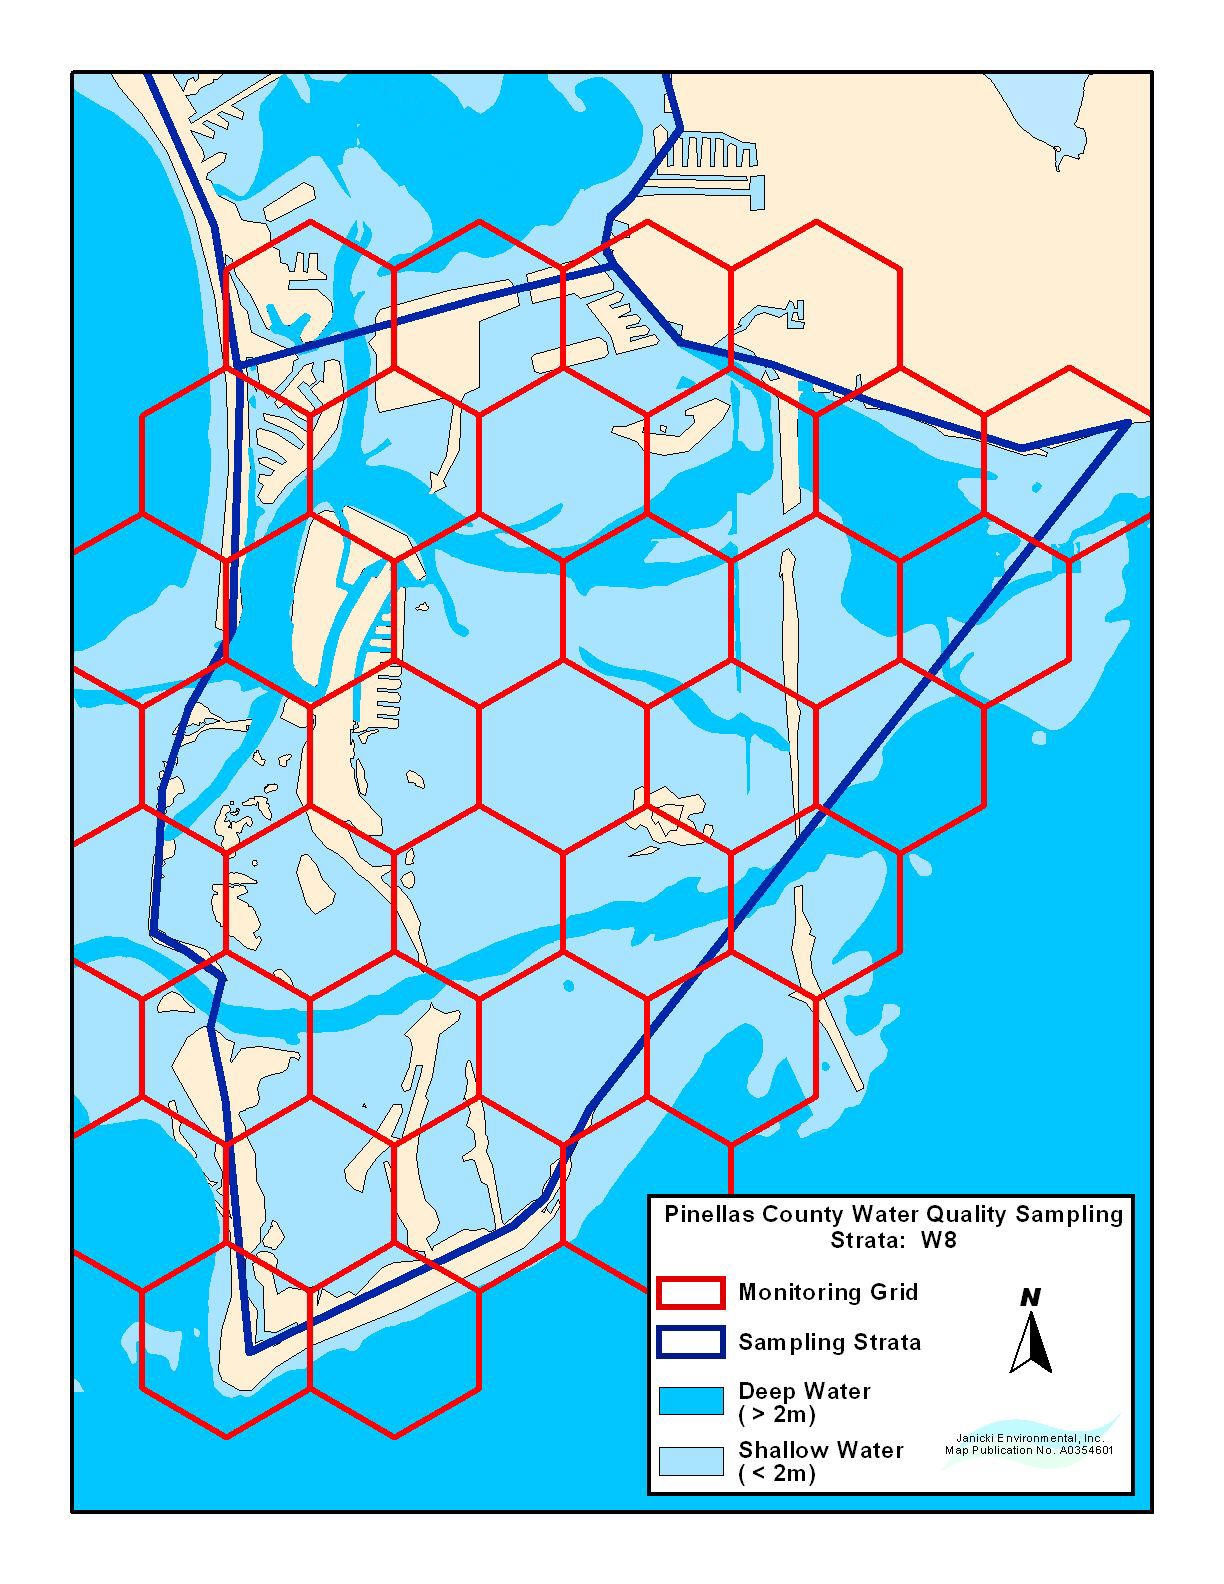 Pinellas County Water Quality Sampling
Strata: W8
Monitoring Grid
N
Sampling Strata
Deep Water
( > 2m)
Janicki Environmental, Inc.
Map Publication No. A0354601
Shallow Water
( < 2m)